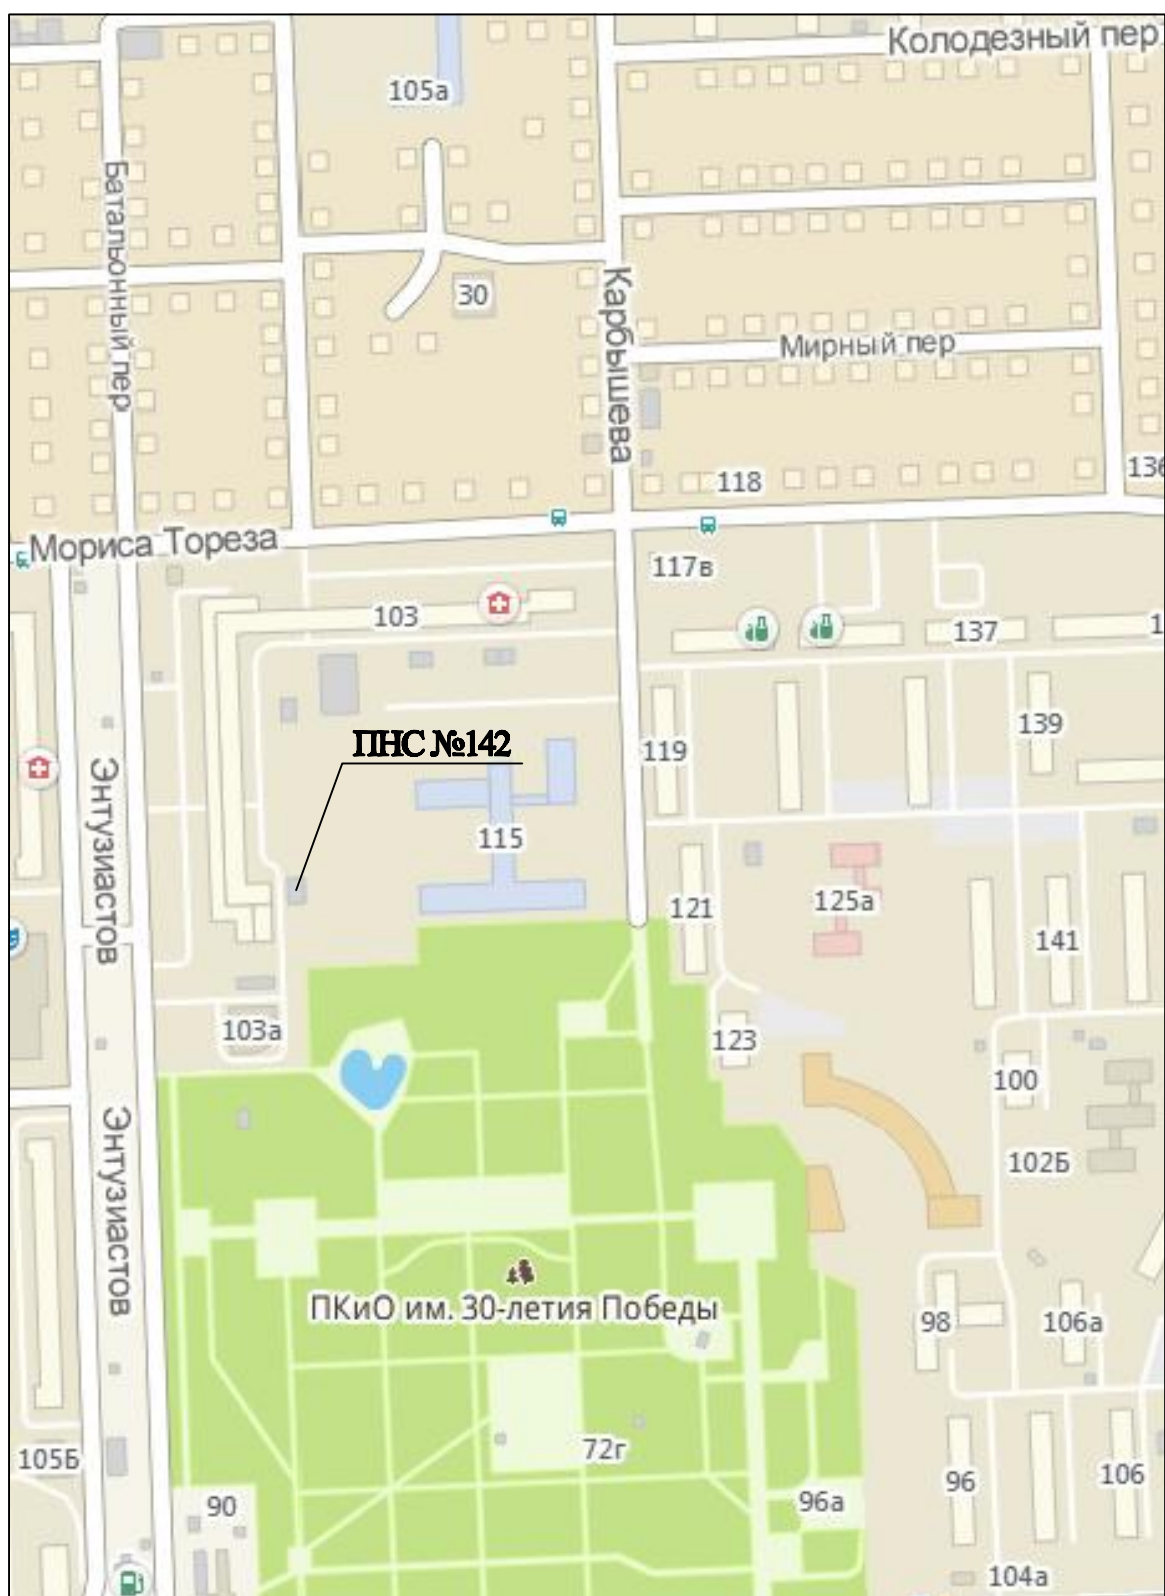 Колодезный пер
105а
Батальонный пер
30
Карбышева
Мирный пер
118
136
Мориса Тореза
117в
103
137
1
ПНС №142
119
139
Энтузиастов
115
121
125а
141
103а
123
100
Энтузиастов
102Б
ПКиО им. 30-летия Победы
98
106а
72г
105Б
90
96а
96
106
104а